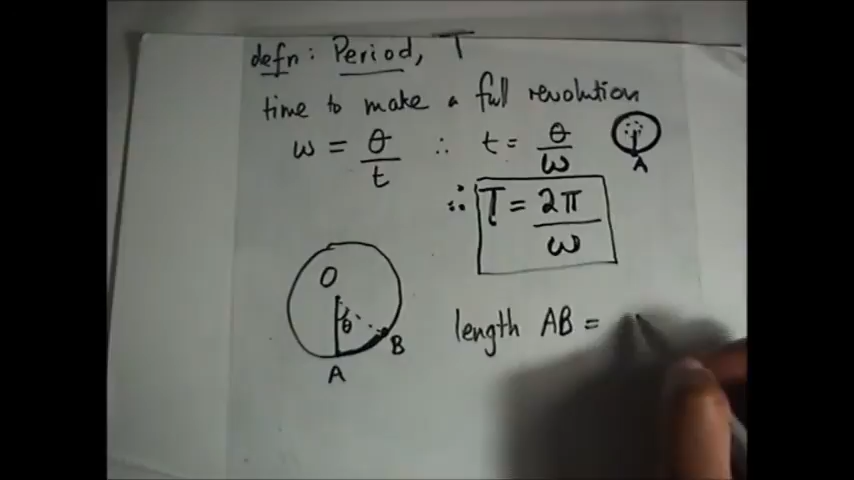 defn: Period, T
time to make a full revolution
ω = θ/t ∴ t = θ/ω
A
∴ T = 2π/ω
O
θ
B
A
length AB =